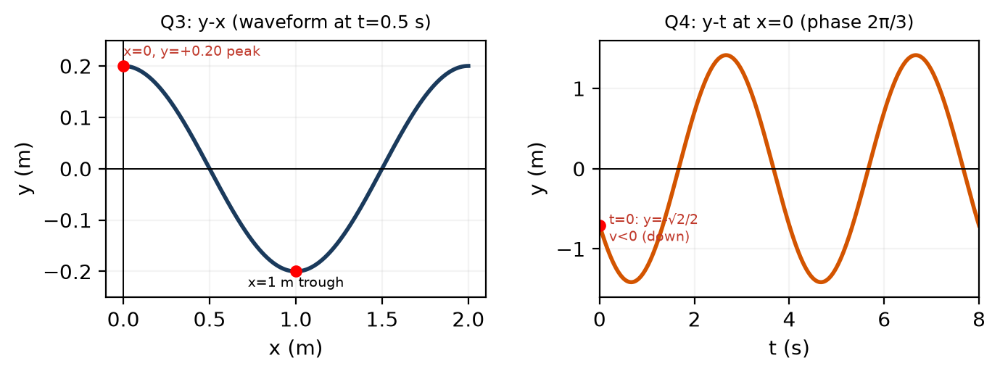 Q3: y-x (waveform at t=0.5 s)
x=0, y=+0.20 peak
0.2
0.1
0.0
−0.1
−0.2
y (m)
x=1 m trough
0.0 0.5 1.0 1.5 2.0
x (m)
Q4: y-t at x=0 (phase 2π/3)
1
0
−1
y (m)
t=0: y=-√2/2
v<0 (down)
0 2 4 6 8
t (s)